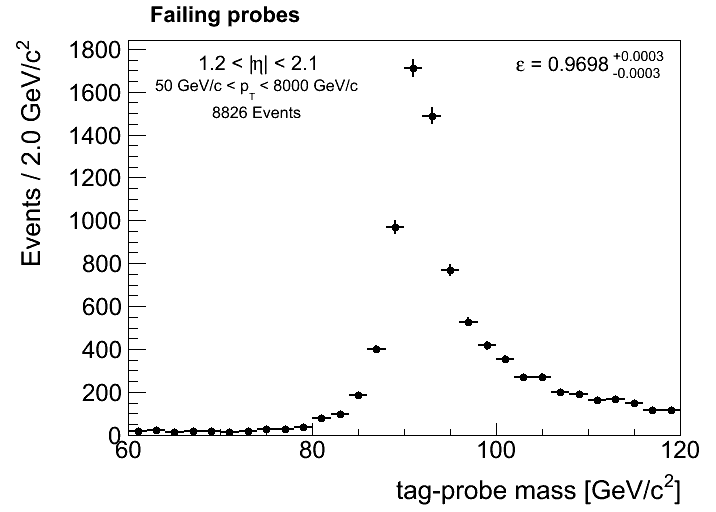 Failing probes
1.2 < |η| < 2.1
50 GeV/c < p_T < 8000 GeV/c
8826 Events
ε = 0.9698 +0.0003 -0.0003
Events / 2.0 GeV/c²
1800
1600
1400
1200
1000
800
600
400
200
0
60 80 100 120
tag-probe mass [GeV/c²]